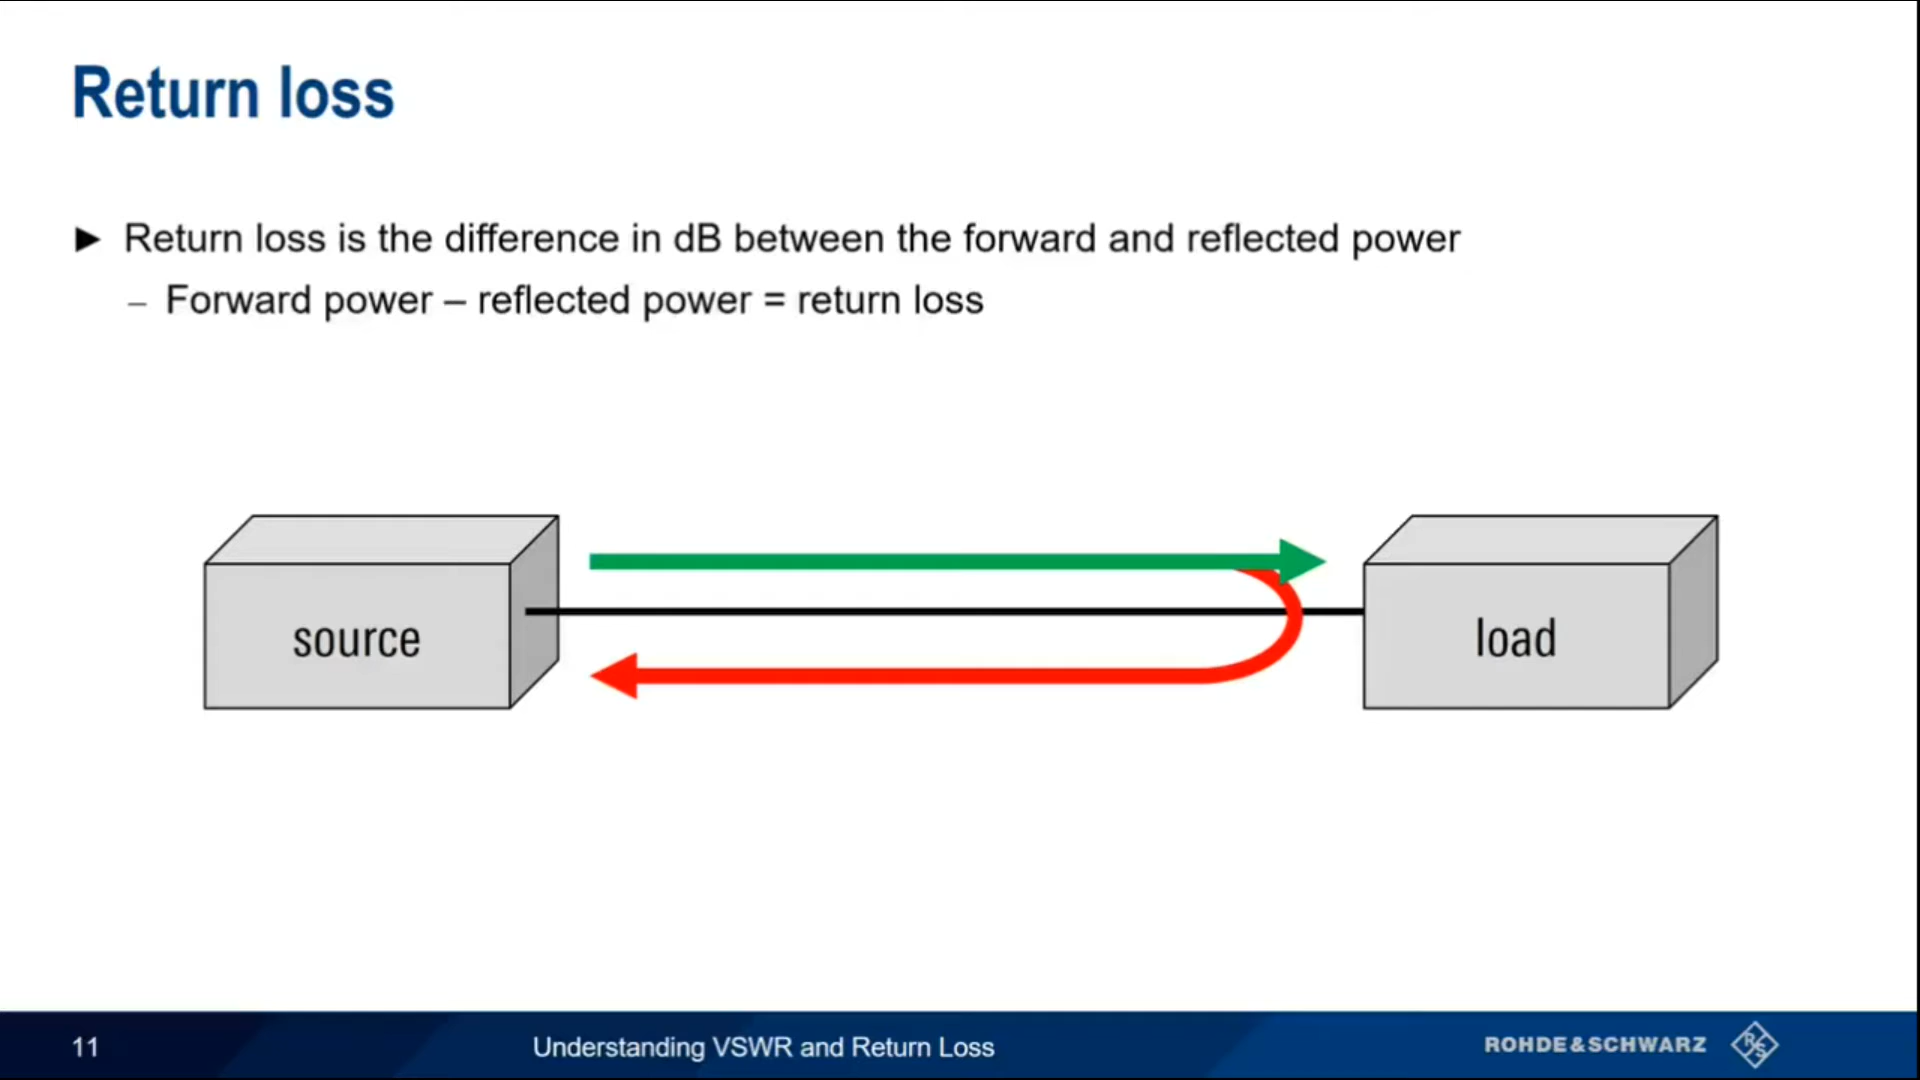 Return loss
► Return loss is the difference in dB between the forward and reflected power
– Forward power – reflected power = return loss
source
load
11
Understanding VSWR and Return Loss
ROHDE&SCHWARZ
R&S